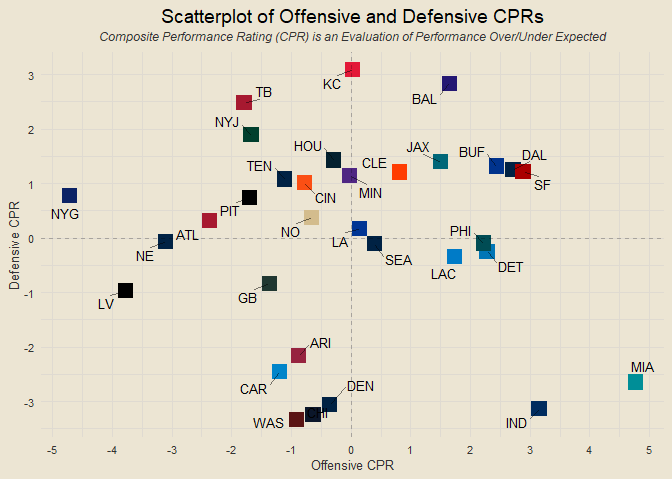 Scatterplot of Offensive and Defensive CPRs
Composite Performance Rating (CPR) is an Evaluation of Performance Over/Under Expected
3
KC
BAL
TB
2
NYJ
HOU
JAX
BUF
DAL
TEN
CLE
SF
1
CIN
MIN
NYG
PIT
ATL
NO
LA
PHI
0
NE
SEA
DET
LAC
GB
-1
LV
-2
ARI
MIA
CAR
DEN
-3
WAS
CHI
IND
Defensive CPR
-5 -4 -3 -2 -1 0 1 2 3 4 5
Offensive CPR